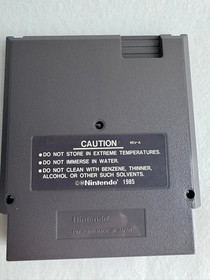 CAUTION REV-A
• DO NOT STORE IN EXTREME TEMPERATURES.
• DO NOT IMMERSE IN WATER.
• DO NOT CLEAN WITH BENZENE, THINNER,
ALCOHOL OR OTHER SUCH SOLVENTS.
©®Nintendo® 1985
Nintendo